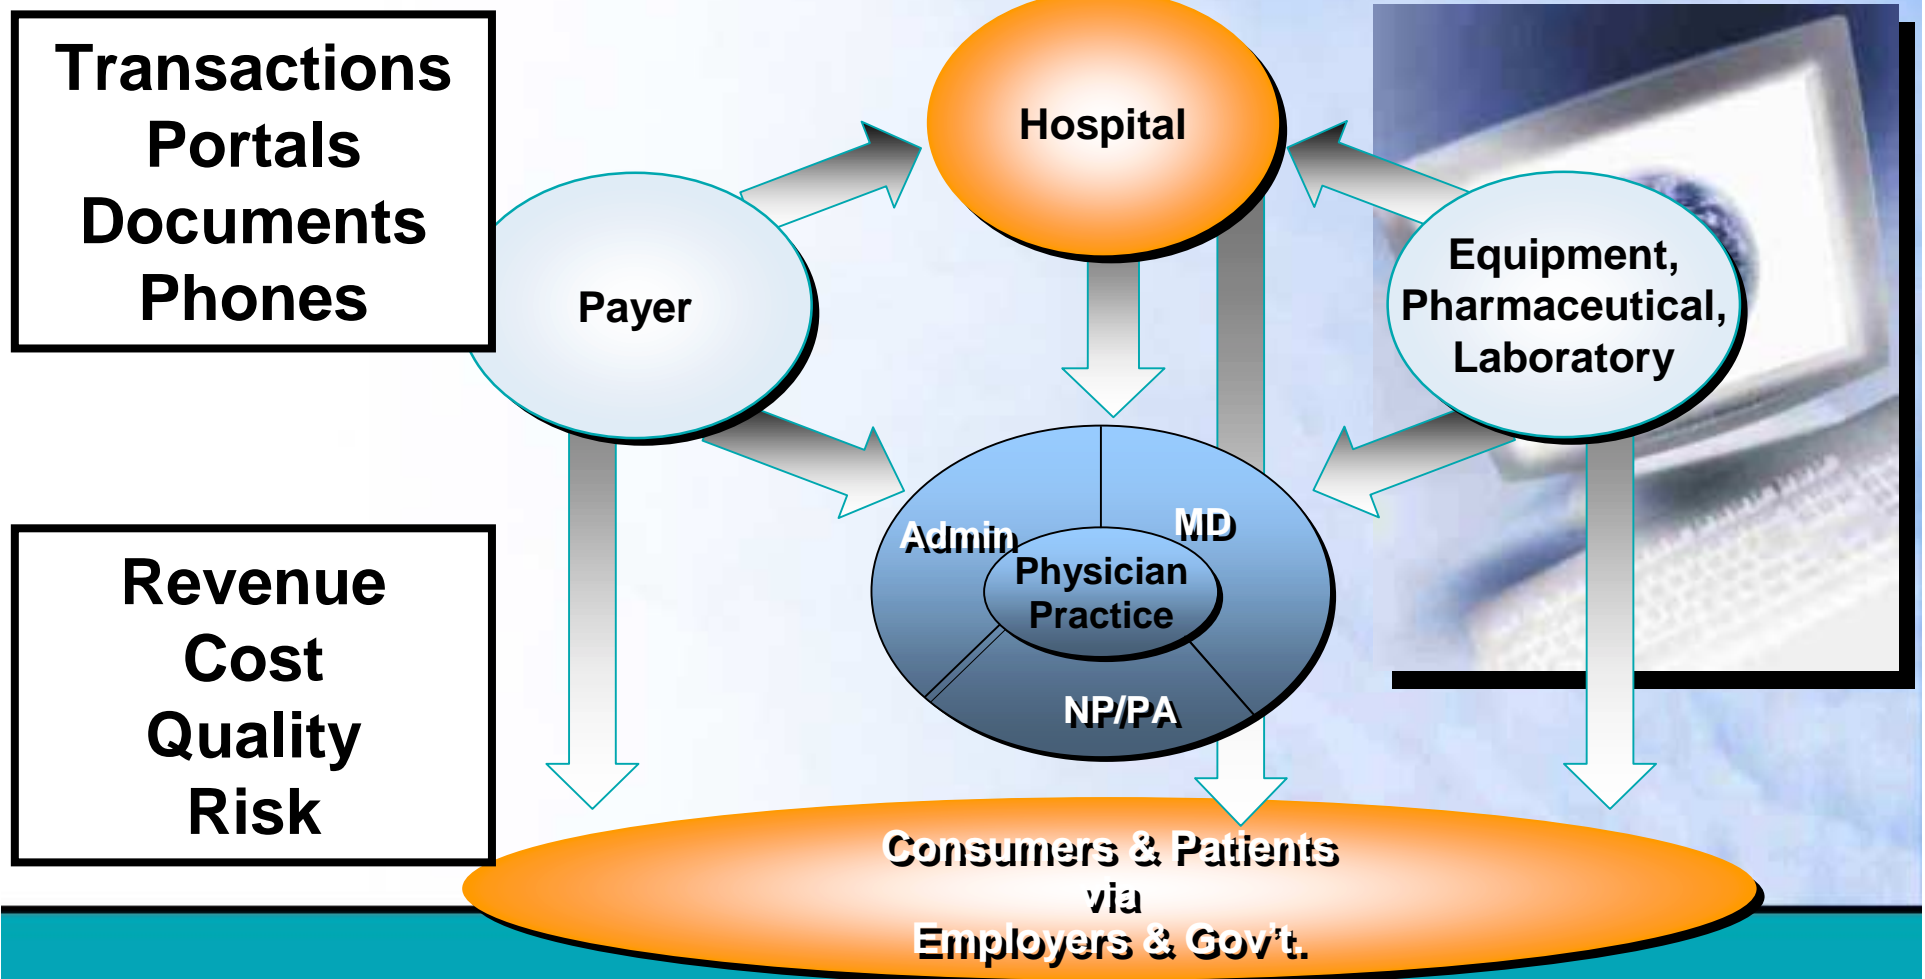 Transactions
Portals
Documents
Phones
Hospital
Payer
Equipment,
Pharmaceutical,
Laboratory
Admin
MD
Physician
Practice
NP/PA
Revenue
Cost
Quality
Risk
Consumers & Patients
via
Employers & Gov’t.